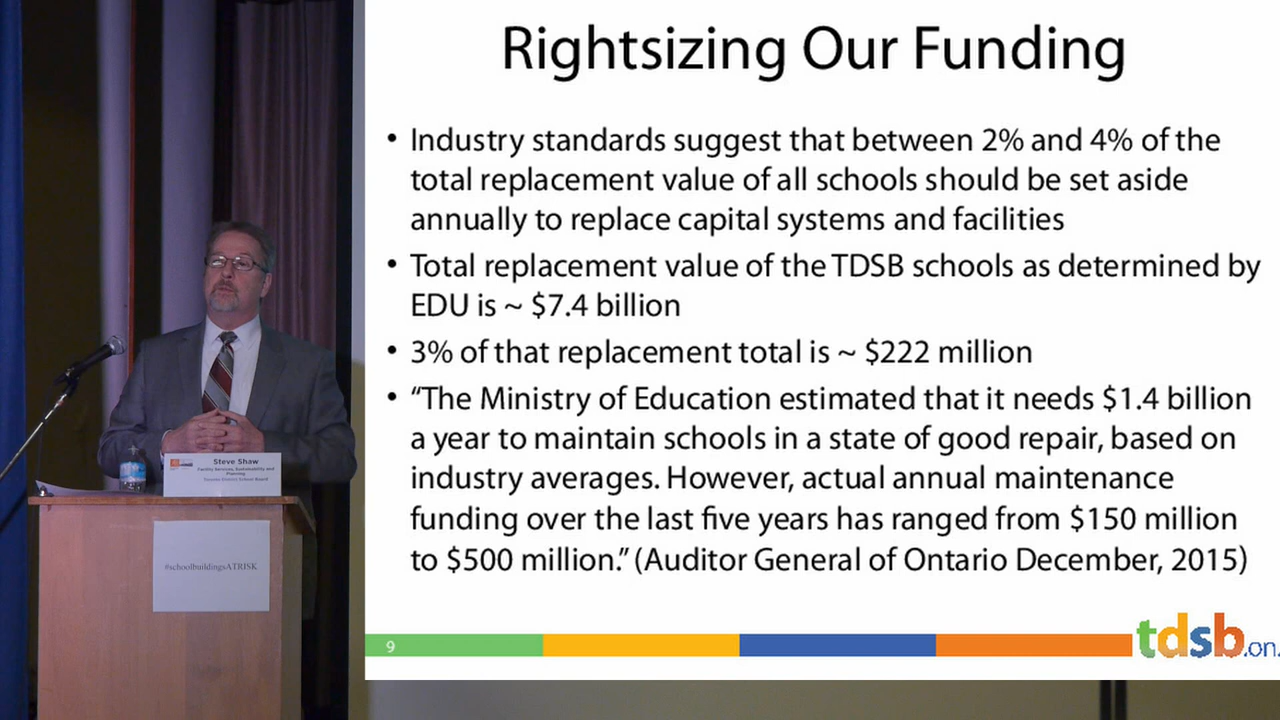 Rightsizing Our Funding
• Industry standards suggest that between 2% and 4% of the
total replacement value of all schools should be set aside
annually to replace capital systems and facilities
• Total replacement value of the TDSB schools as determined by
EDU is ~ $7.4 billion
• 3% of that replacement total is ~ $222 million
• “The Ministry of Education estimated that it needs $1.4 billion
a year to maintain schools in a state of good repair, based on
industry averages. However, actual annual maintenance
funding over the last five years has ranged from $150 million
to $500 million.” (Auditor General of Ontario December, 2015)
9
tdsb.on.
Steve Shaw
Facility Services, Sustainability and
Planning
Toronto District School Board
#schoolbuildingsATRISK